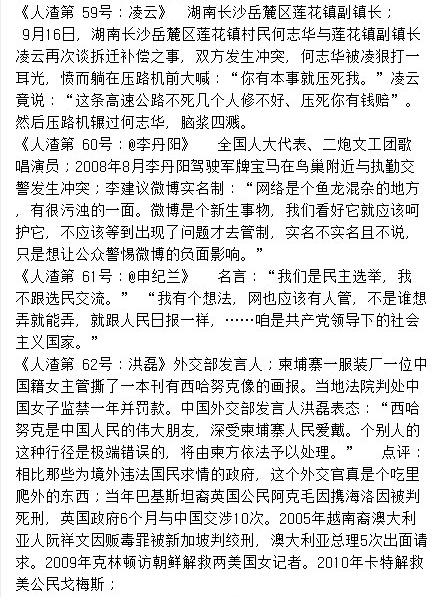 《人渣第 59号：凌云》  湖南长沙岳麓区莲花镇副镇长；
9月16日，湖南长沙岳麓区莲花镇村民何志华与莲花镇副镇长
凌云再次谈拆迁补偿之事，双方发生冲突，何志华被凌狠打一
耳光，愤而躺在压路机前大喊：“你有本事就压死我。”凌云
竟说：“这条高速公路不死几个人修不好、压死你有钱赔”。
然后压路机辗过何志华，脑浆四溅。
《人渣第 60号：@李丹阳》  全国人大代表、二炮文工团歌
唱演员；2008年8月李丹阳驾驶军牌宝马在鸟巢附近与执勤交
警发生冲突；李建议微博实名制：“网络是个鱼龙混杂的地方
，有很污浊的一面。微博是个新生事物，我们看好它就应该呵
护它，不应该等到出现了问题才去管制，实名不实名且不说，
只是想让公众警惕微博的负面影响。”
《人渣第 61号：@申纪兰》  名言：“我们是民主选举，我
不跟选民交流。” “我有个想法，网也应该有人管，不是谁想
弄就能弄，就跟人民日报一样，……咱是共产党领导下的社会
主义国家。”
《人渣第 62号：洪磊》外交部发言人；柬埔寨一服装厂一位中
国籍女主管撕了一本刊有西哈努克像的画报。当地法院判处中
国女子监禁一年并罚款。中国外交部发言人洪磊表态：“西哈
努克是中国人民的伟大朋友，深受柬埔寨人民爱戴。个别人的
这种行径是极端错误的，将由柬方依法予以处理。”  点评：
相比那些为境外违法国民求情的政府，这个外交官真是个吃里
爬外的东西；当年巴基斯坦裔英国公民阿克毛因携海洛因被判
死刑，英国政府6个月与中国交涉10次。2005年越南裔澳大利
亚人阮祥文因贩毒罪被新加坡判绞刑，澳大利亚总理5次出面请
求。2009年克林顿访朝鲜解救两美国女记者。2010年卡特解救
美公民戈梅斯；